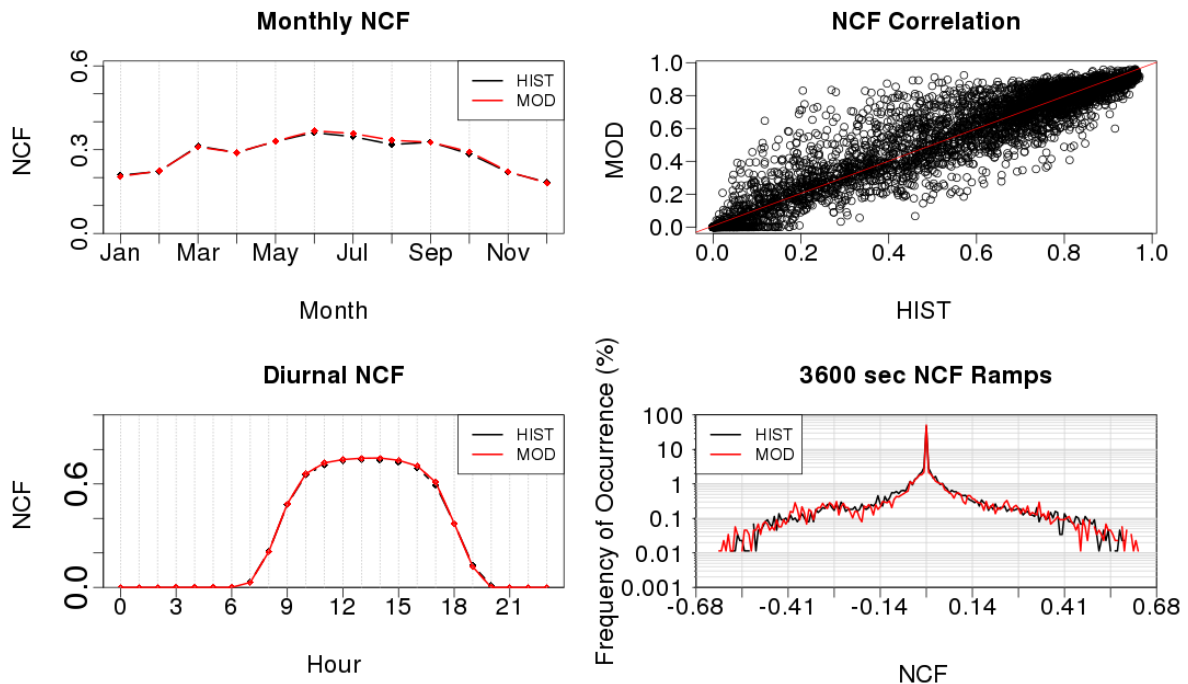 Monthly NCF
NCF
0.0 0.3 0.6
HIST
MOD
Jan Mar May Jul Sep Nov
Month
NCF Correlation
MOD
0.0 0.2 0.4 0.6 0.8 1.0
0.0 0.2 0.4 0.6 0.8 1.0
HIST
Diurnal NCF
NCF
0.0 0.6
HIST
MOD
0 3 6 9 12 15 18 21
Hour
3600 sec NCF Ramps
Frequency of Occurrence (%)
100
10
1
0.1
0.01
0.001
HIST
MOD
-0.68 -0.41 -0.14 0.14 0.41 0.68
NCF